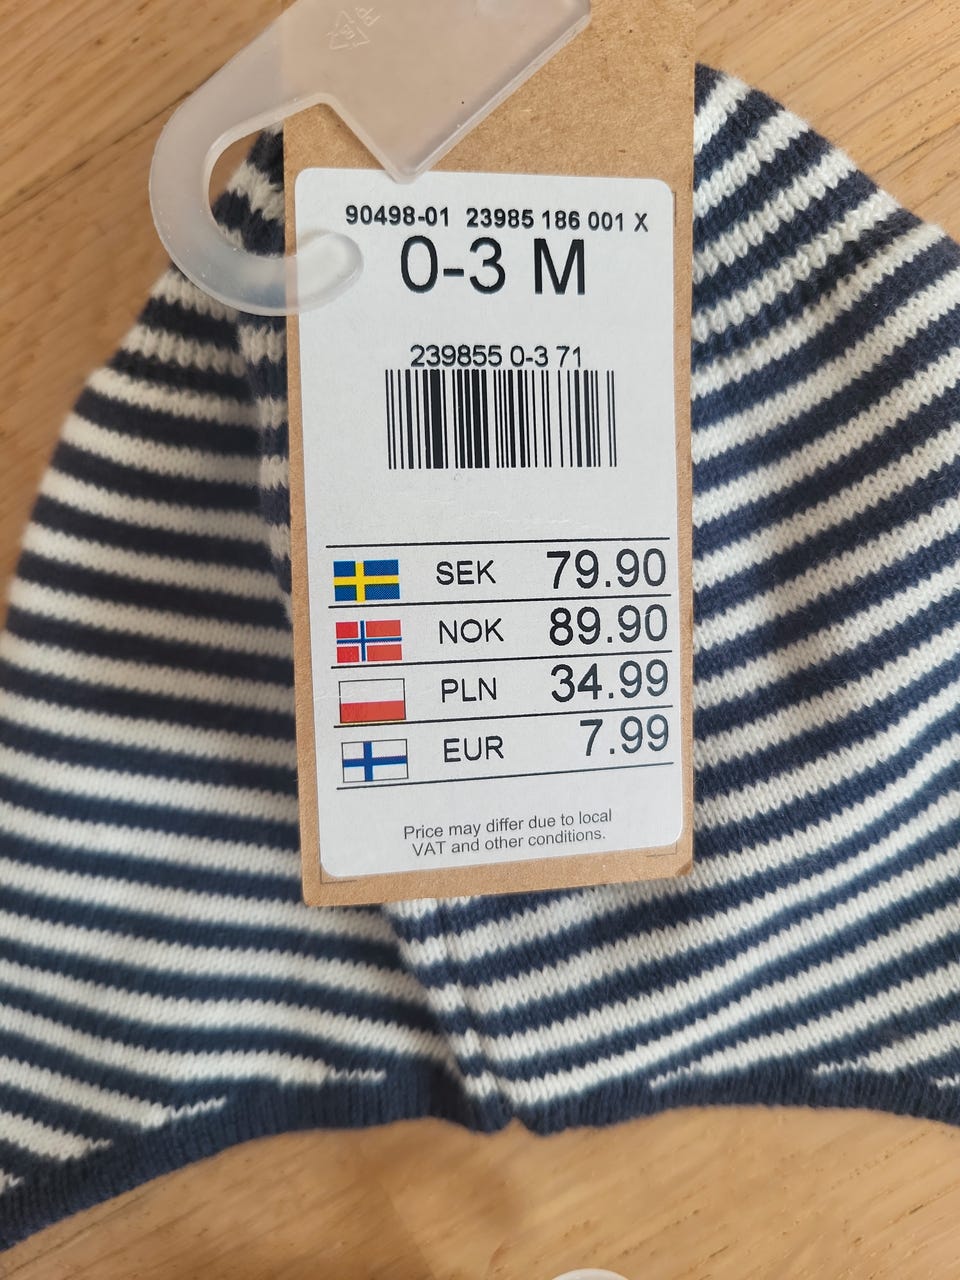 90498-01 23985 186 001 X
0-3 M
239855 0-3 71
SEK 79.90
NOK 89.90
PLN 34.99
EUR 7.99
Price may differ due to local
VAT and other conditions.